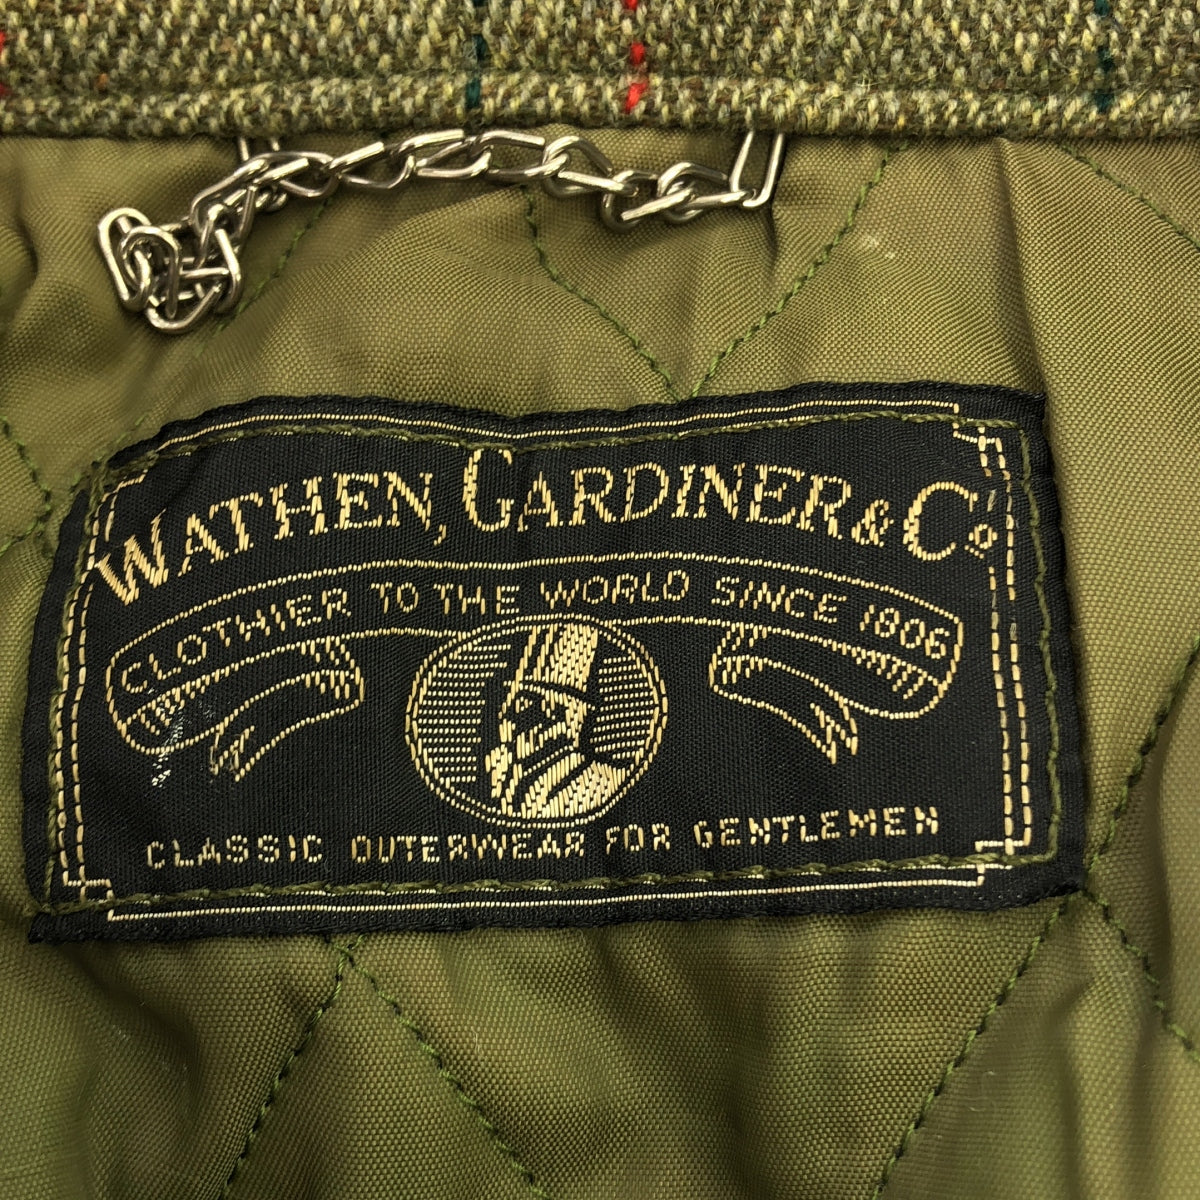 WATHEN, GARDINER & Co
CLOTHIER TO THE WORLD SINCE 1806
CLASSIC OUTERWEAR FOR GENTLEMEN